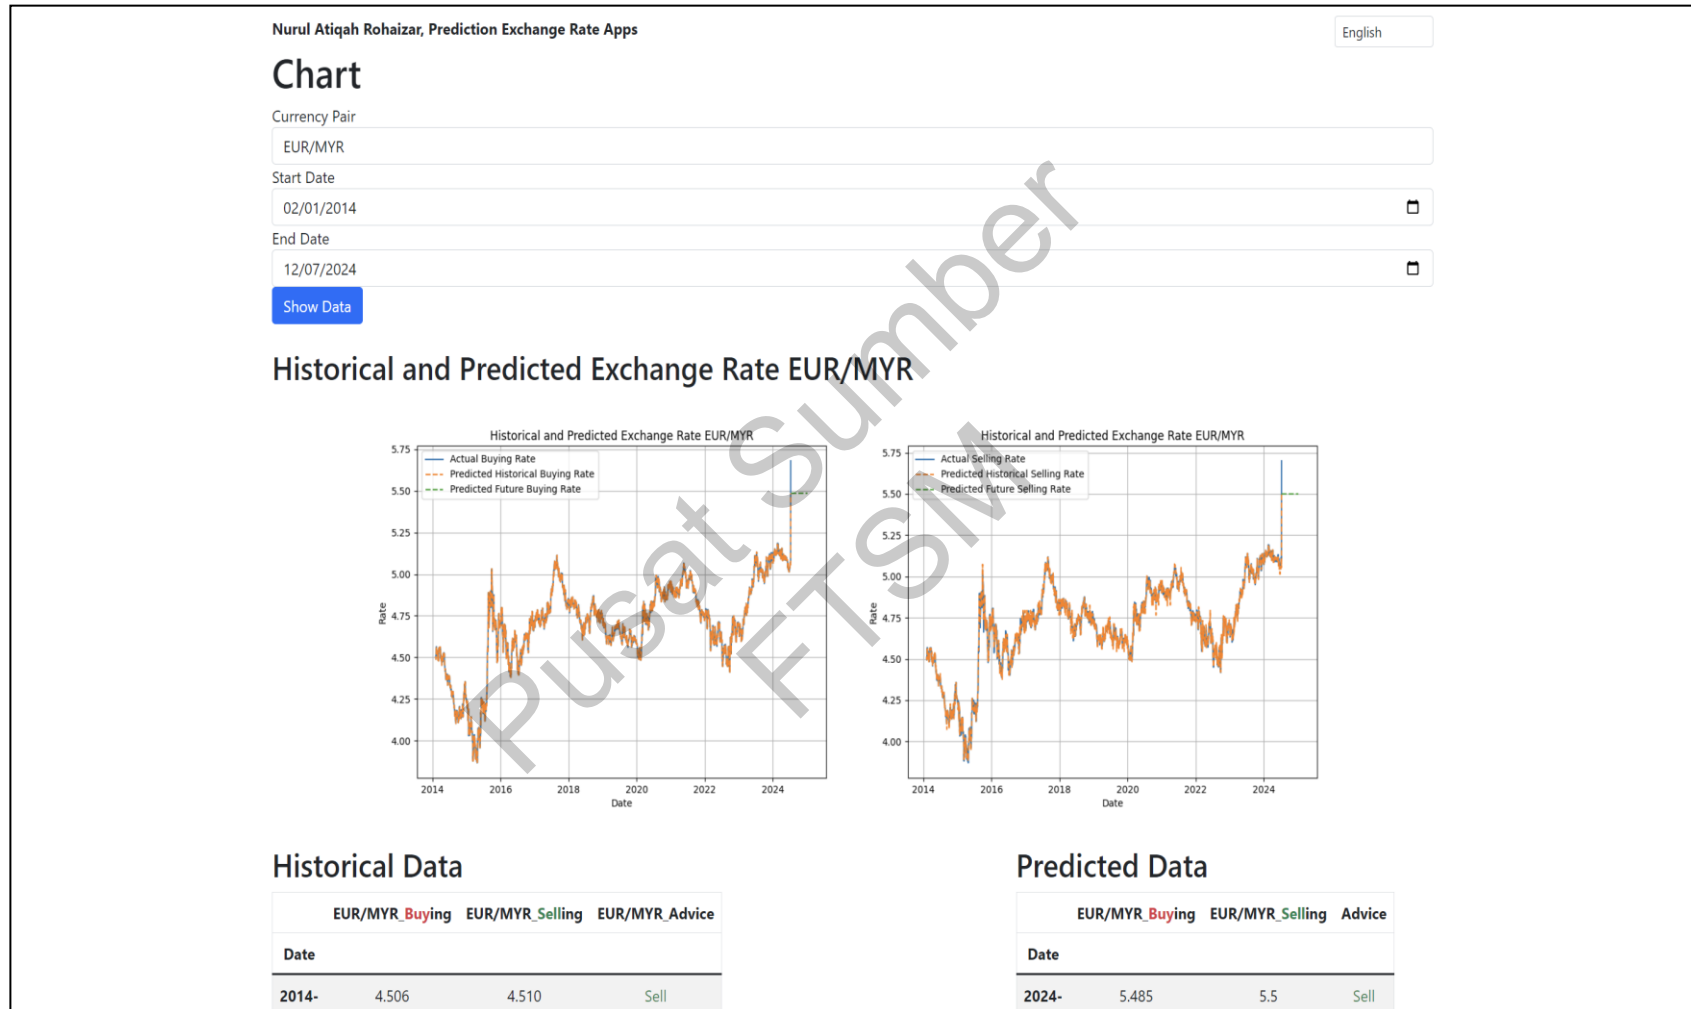 Nurul Atiqah Rohaizar, Prediction Exchange Rate Apps
English
Chart
Currency Pair
EUR/MYR
Start Date
02/01/2014
End Date
12/07/2024
Show Data
Historical and Predicted Exchange Rate EUR/MYR
Historical and Predicted Exchange Rate EUR/MYR
Actual Buying Rate
Predicted Historical Buying Rate
Predicted Future Buying Rate
5.75
5.50
5.25
5.00
4.75
4.50
4.25
4.00
Rate
2014 2016 2018 2020 2022 2024
Date
Historical and Predicted Exchange Rate EUR/MYR
Actual Selling Rate
Predicted Historical Selling Rate
Predicted Future Selling Rate
5.75
5.50
5.25
5.00
4.75
4.50
4.25
4.00
Rate
2014 2016 2018 2020 2022 2024
Date
Pusat Sumber
FTSM
Historical Data
EUR/MYR_Buying EUR/MYR_Selling EUR/MYR_Advice
Date
2014- 4.506 4.510 Sell
Predicted Data
EUR/MYR_Buying EUR/MYR_Selling Advice
Date
2024- 5.485 5.5 Sell